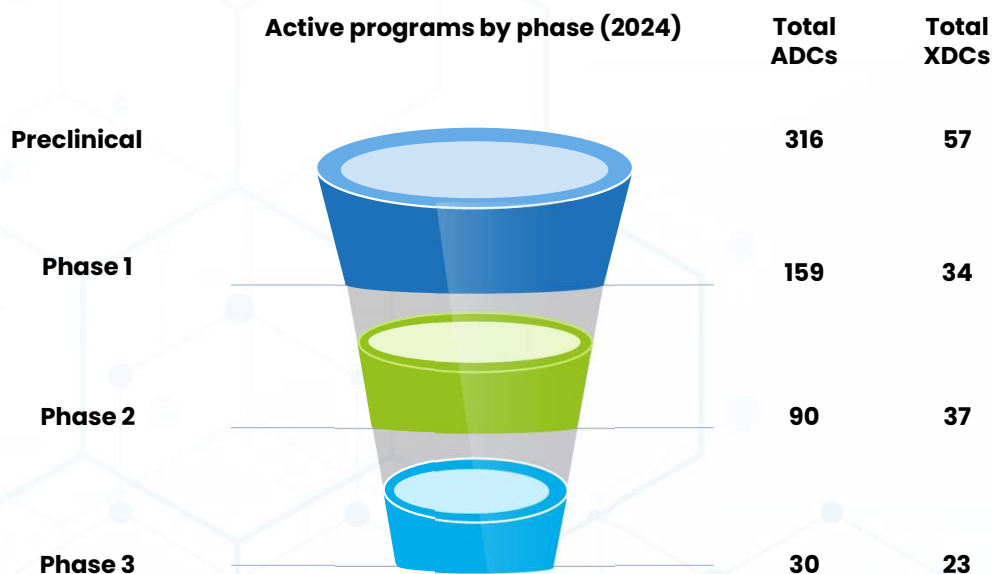 Active programs by phase (2024)
Total
ADCs
Total
XDCs
Preclinical 316 57
Phase 1 159 34
Phase 2 90 37
Phase 3 30 23